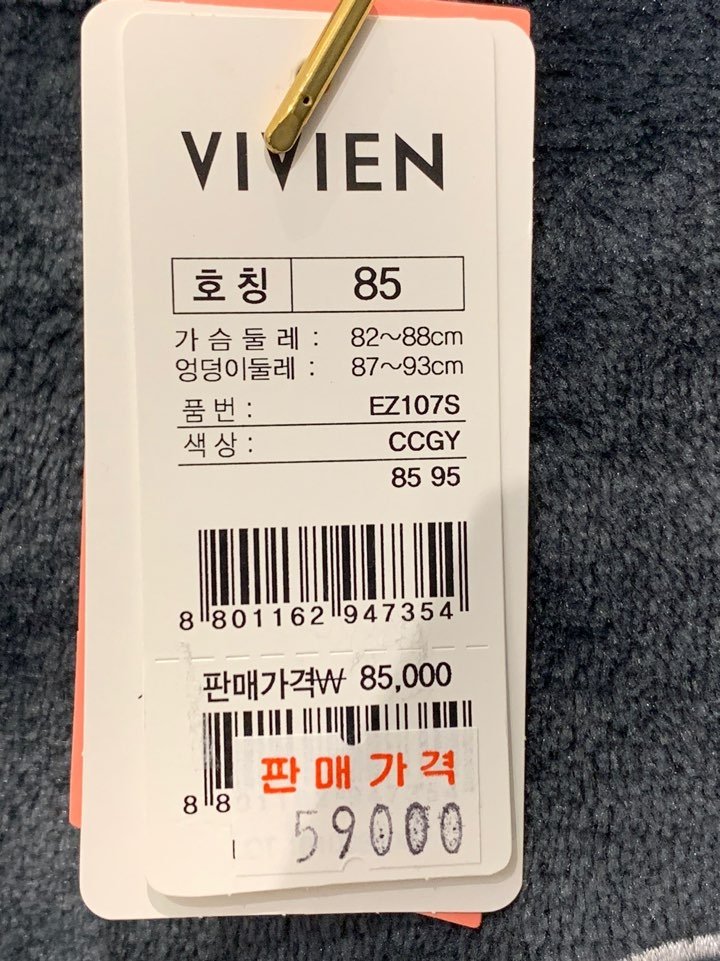 VIVIEN
호칭 85
가슴둘레 : 82~88cm
엉덩이둘레 : 87~93cm
품번 : EZ107S
색상 : CCGY
85 95
8 801162 947354
판매가격₩ 85,000
8 8
판매가격
59000